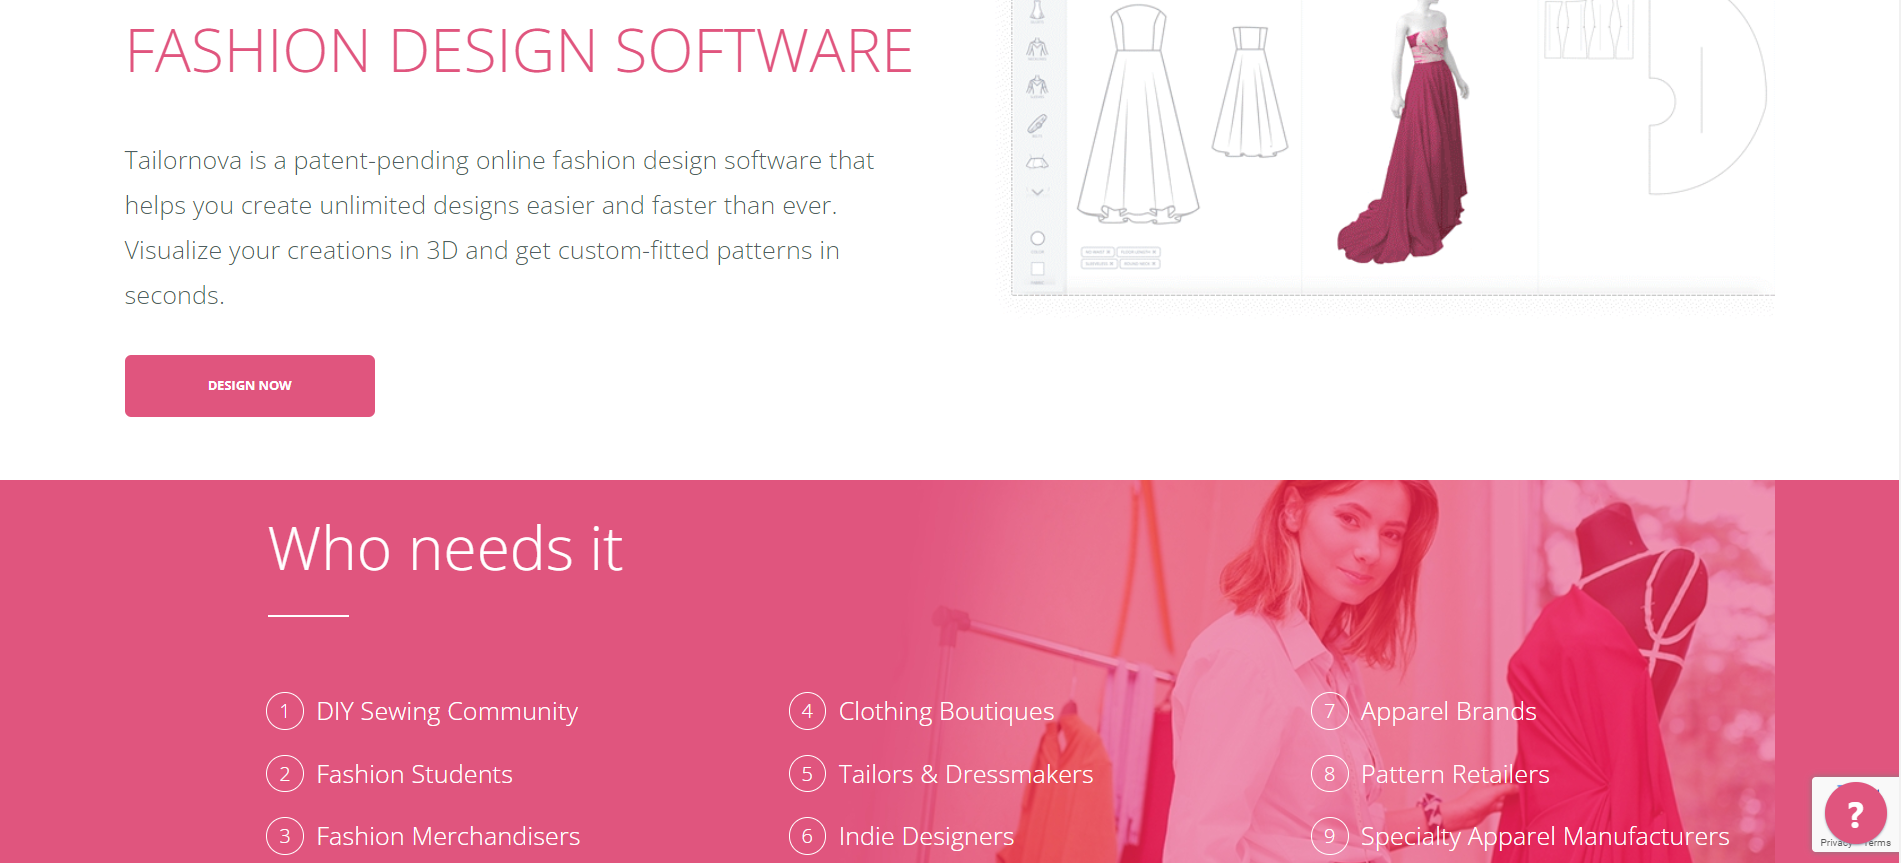 FASHION DESIGN SOFTWARE
Tailornova is a patent-pending online fashion design software that
helps you create unlimited designs easier and faster than ever.
Visualize your creations in 3D and get custom-fitted patterns in
seconds.
DESIGN NOW
Who needs it
1 DIY Sewing Community
2 Fashion Students
3 Fashion Merchandisers
4 Clothing Boutiques
5 Tailors & Dressmakers
6 Indie Designers
7 Apparel Brands
8 Pattern Retailers
9 Specialty Apparel Manufacturers
?
Privacy Terms